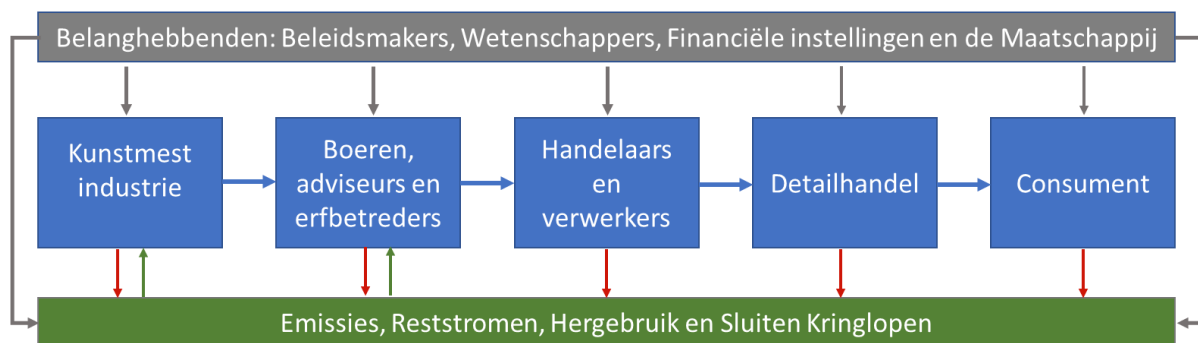 Belanghebbenden: Beleidsmakers, Wetenschappers, Financiële instellingen en de Maatschappij
Kunstmest
industrie
Boeren,
adviseurs en
erfbetreders
Handelaars
en
verwerkers
Detailhandel
Consument
Emissies, Reststromen, Hergebruik en Sluiten Kringlopen